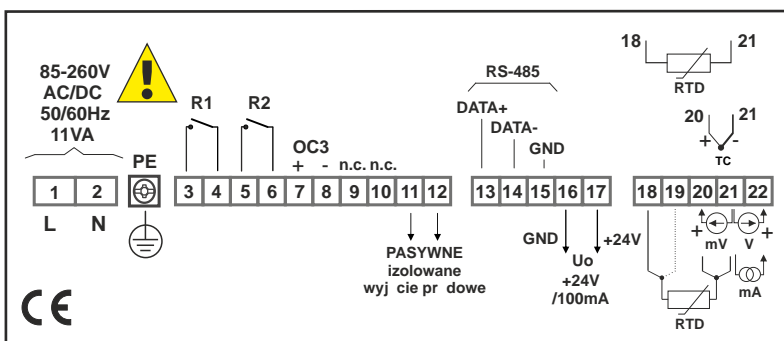 85-260V
AC/DC
50/60Hz
11VA
PE
R1
R2
OC3
+ -
n.c. n.c.
RS-485
DATA+
DATA-
GND
18 21
RTD
20 21
+ -
TC
1 2
3 4 5 6 7 8 9 10 11 12
13 14 15 16 17
18 19 20 21 22
L N
PASYWNE
izolowane
wyj cie pr dowe
GND
+24V
Uo
+24V
/100mA
+ +
mV V
mA
RTD
CE